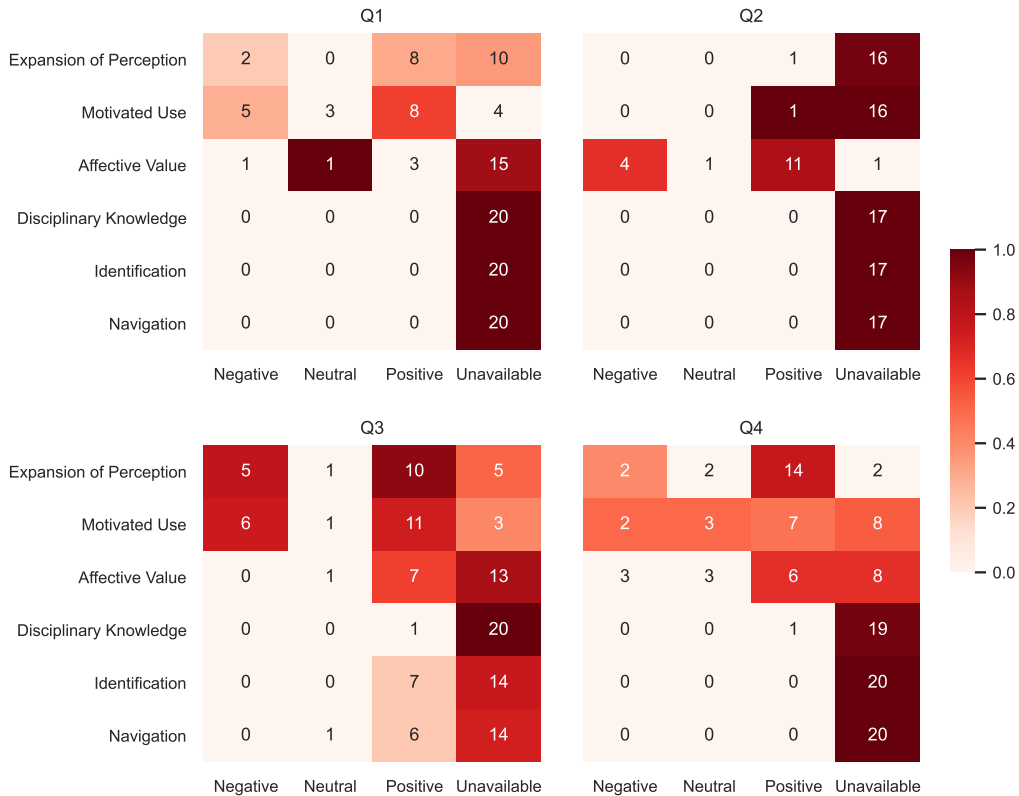 Q1 Q2
Expansion of Perception 2 0 8 10 0 0 1 16
Motivated Use 5 3 8 4 0 0 1 16
Affective Value 1 1 3 15 4 1 11 1
Disciplinary Knowledge 0 0 0 20 0 0 0 17
Identification 0 0 0 20 0 0 0 17
Navigation 0 0 0 20 0 0 0 17
Negative Neutral Positive Unavailable Negative Neutral Positive Unavailable
Q3 Q4
Expansion of Perception 5 1 10 5 2 2 14 2
Motivated Use 6 1 11 3 2 3 7 8
Affective Value 0 1 7 13 3 3 6 8
Disciplinary Knowledge 0 0 1 20 0 0 1 19
Identification 0 0 7 14 0 0 0 20
Navigation 0 1 6 14 0 0 0 20
Negative Neutral Positive Unavailable Negative Neutral Positive Unavailable
1.0
0.8
0.6
0.4
0.2
0.0